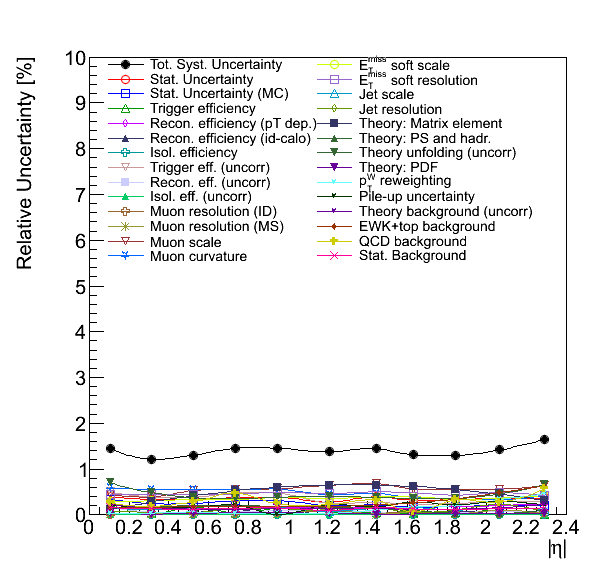 Relative Uncertainty [%]
10
9
8
7
6
5
4
3
2
1
0
Tot. Syst. Uncertainty
Stat. Uncertainty
Stat. Uncertainty (MC)
Trigger efficiency
Recon. efficiency (pT dep.)
Recon. efficiency (id-calo)
Isol. efficiency
Trigger eff. (uncorr)
Recon. eff. (uncorr)
Isol. eff. (uncorr)
Muon resolution (ID)
Muon resolution (MS)
Muon scale
Muon curvature
E_T^miss soft scale
E_T^miss soft resolution
Jet scale
Jet resolution
Theory: Matrix element
Theory: PS and hadr.
Theory unfolding (uncorr)
Theory: PDF
p_T^W reweighting
Pile-up uncertainty
Theory background (uncorr)
EWK+top background
QCD background
Stat. Background
0 0.2 0.4 0.6 0.8 1 1.2 1.4 1.6 1.8 2 2.2 2.4
|η|